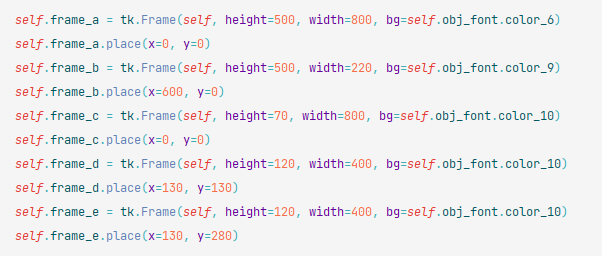 self.frame_a = tk.Frame(self, height=500, width=800, bg=self.obj_font.color_6)
self.frame_a.place(x=0, y=0)
self.frame_b = tk.Frame(self, height=500, width=220, bg=self.obj_font.color_9)
self.frame_b.place(x=600, y=0)
self.frame_c = tk.Frame(self, height=70, width=800, bg=self.obj_font.color_10)
self.frame_c.place(x=0, y=0)
self.frame_d = tk.Frame(self, height=120, width=400, bg=self.obj_font.color_10)
self.frame_d.place(x=130, y=130)
self.frame_e = tk.Frame(self, height=120, width=400, bg=self.obj_font.color_10)
self.frame_e.place(x=130, y=280)